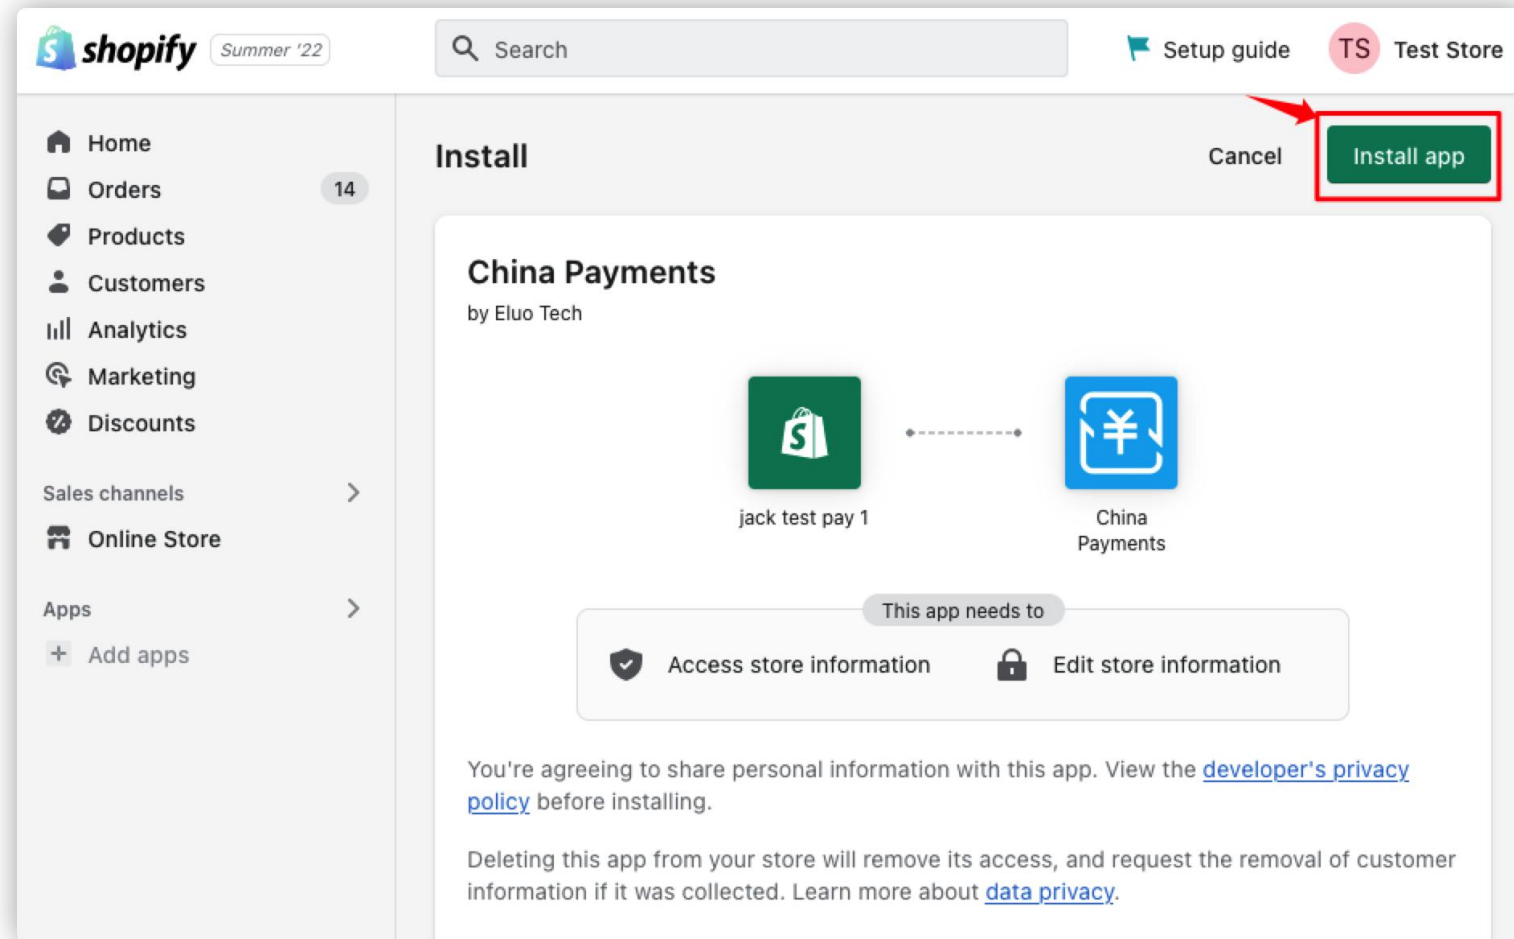 shopify Summer '22
Search
Setup guide
TS Test Store
Home
Orders 14
Products
Customers
Analytics
Marketing
Discounts
Sales channels
Online Store
Apps
Add apps
Install
Cancel
Install app
China Payments
by Eluo Tech
jack test pay 1
China
Payments
This app needs to
Access store information
Edit store information
You're agreeing to share personal information with this app. View the developer's privacy
policy before installing.
Deleting this app from your store will remove its access, and request the removal of customer
information if it was collected. Learn more about data privacy.